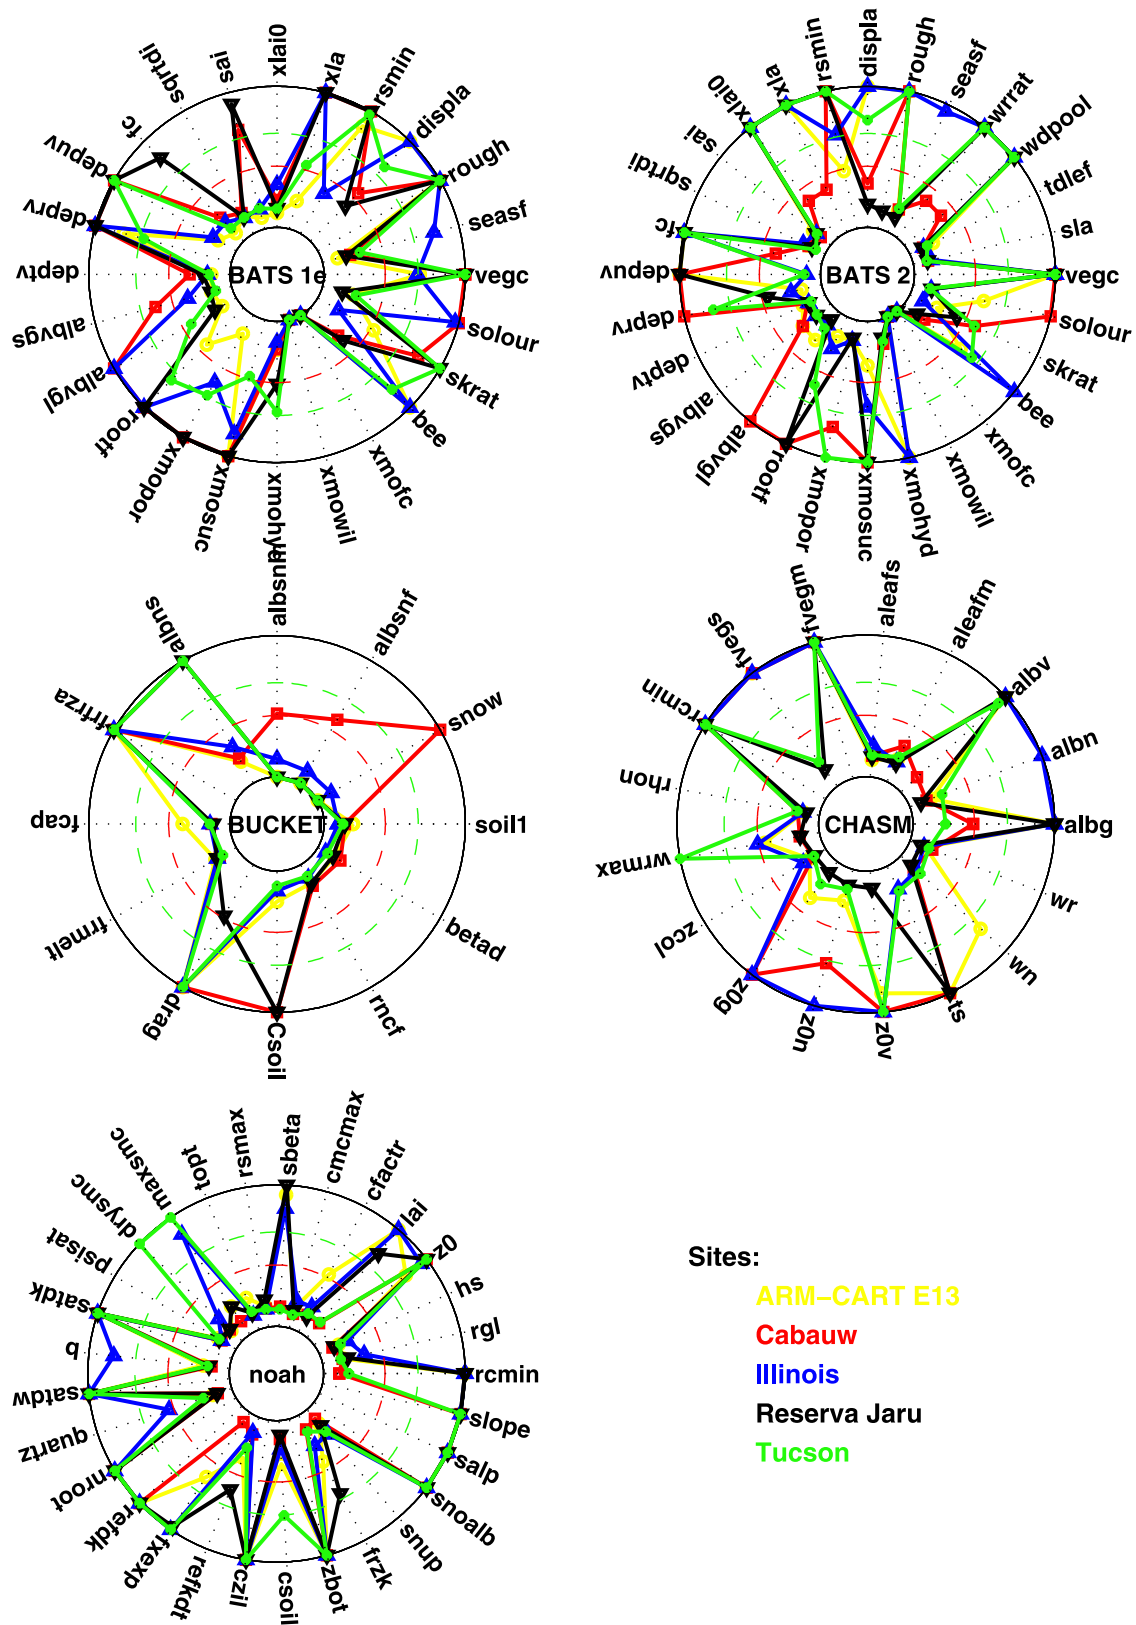 xlai0
xla
rsmin
displa
rough
seasf
vegc
solour
skrat
bee
xmofc
xmowil
xmohyd
xmosuc
xmopor
rootf
albvgl
albvgs
deptv
deprv
depuv
fc
sqrtdi
sai
BATS 1e
displa
rough
seasf
wrrat
wdpool
tdlef
sla
vegc
solour
skrat
bee
xmofc
xmowil
xmohyd
xmosuc
xmopor
rootf
albvgl
albvgs
deptv
deprv
depuv
fc
sqrtdi
sai
xlai0
xla
rsmin
BATS 2
albsnf
snow
soil1
betad
rncf
Csoil
drag
frmelt
fcap
frfrza
albns
BUCKET
aleafs
aleafm
albv
albn
albg
wr
wn
ts
z0v
z0n
z0g
zcol
wrmax
rhon
rcmin
fvegs
fvegm
CHASM
sbeta
cmcmax
cfactr
lai
z0
hs
rgl
rcmin
slope
salp
snoalb
snup
frzk
zbot
csoil
czil
refkdt
fxexp
refdk
nroot
quartz
satdw
b
satdk
psisat
drysmc
maxsmc
topt
rsmax
noah
Sites:
ARM−CART E13
Cabauw
Illinois
Reserva Jaru
Tucson